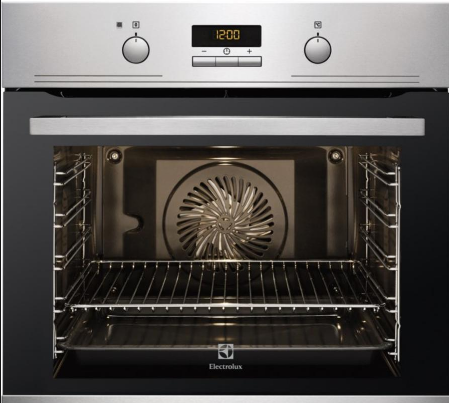 12:00
− +
Electrolux